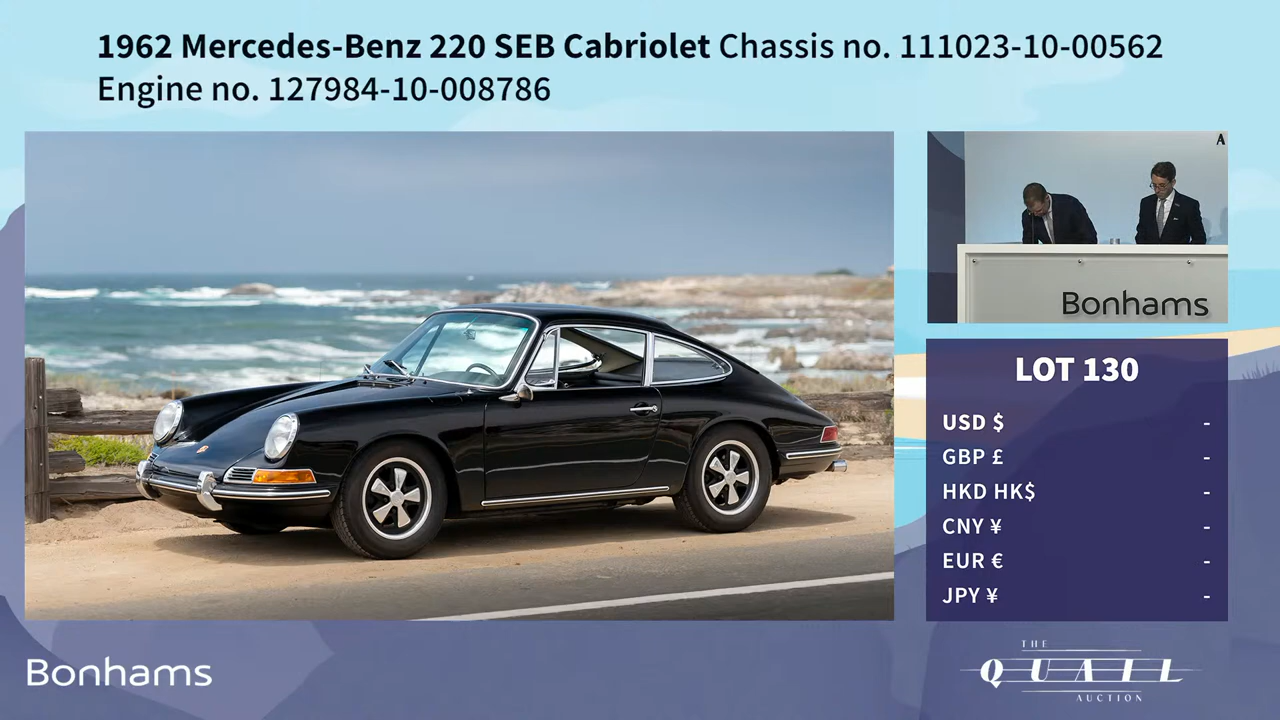 1962 Mercedes-Benz 220 SEB Cabriolet Chassis no. 111023-10-00562
Engine no. 127984-10-008786
A
Bonhams
LOT 130
USD $ -
GBP £ -
HKD HK$ -
CNY ¥ -
EUR € -
JPY ¥ -
Bonhams
THE
QUAIL
AUCTION